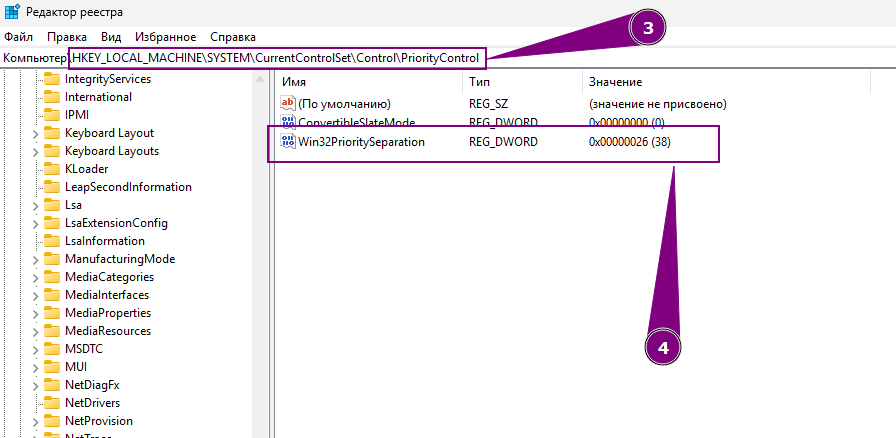 Редактор реестра
Файл Правка Вид Избранное Справка
Компьютер\HKEY_LOCAL_MACHINE\SYSTEM\CurrentControlSet\Control\PriorityControl
3
IntegrityServices
International
IPMI
Keyboard Layout
Keyboard Layouts
KLoader
LeapSecondInformation
Lsa
LsaExtensionConfig
LsaInformation
ManufacturingMode
MediaCategories
MediaInterfaces
MediaProperties
MediaResources
MSDTC
MUI
NetDiagFx
NetDrivers
NetProvision
NetTrace
Имя Тип Значение
(По умолчанию) REG_SZ (значение не присвоено)
ConvertibleSlateMode REG_DWORD 0x00000000 (0)
Win32PrioritySeparation REG_DWORD 0x00000026 (38)
4